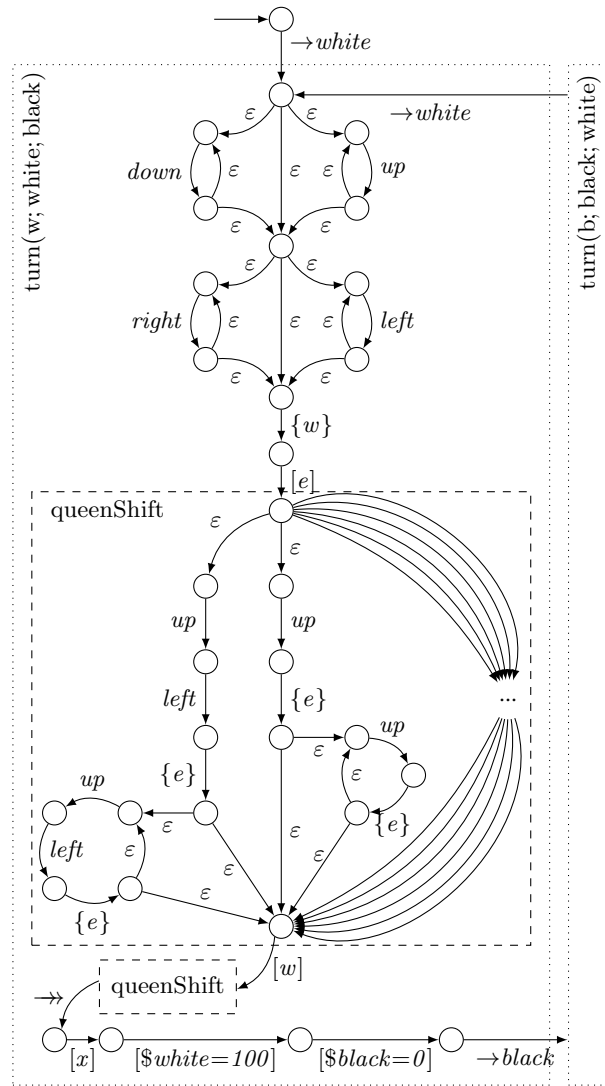 →white
turn(w; white; black)
turn(b; black; white)
→white
ε ε
down ε ε ε up
ε ε
ε ε
right ε ε ε left
ε ε
{w}
[e]
queenShift
ε ε
up up
left {e}
...
up
ε
{e} ε
up {e}
ε
left ε ε
ε ε
ε
{e}
[w]
queenShift
↠
[x] [$white=100] [$black=0] →black